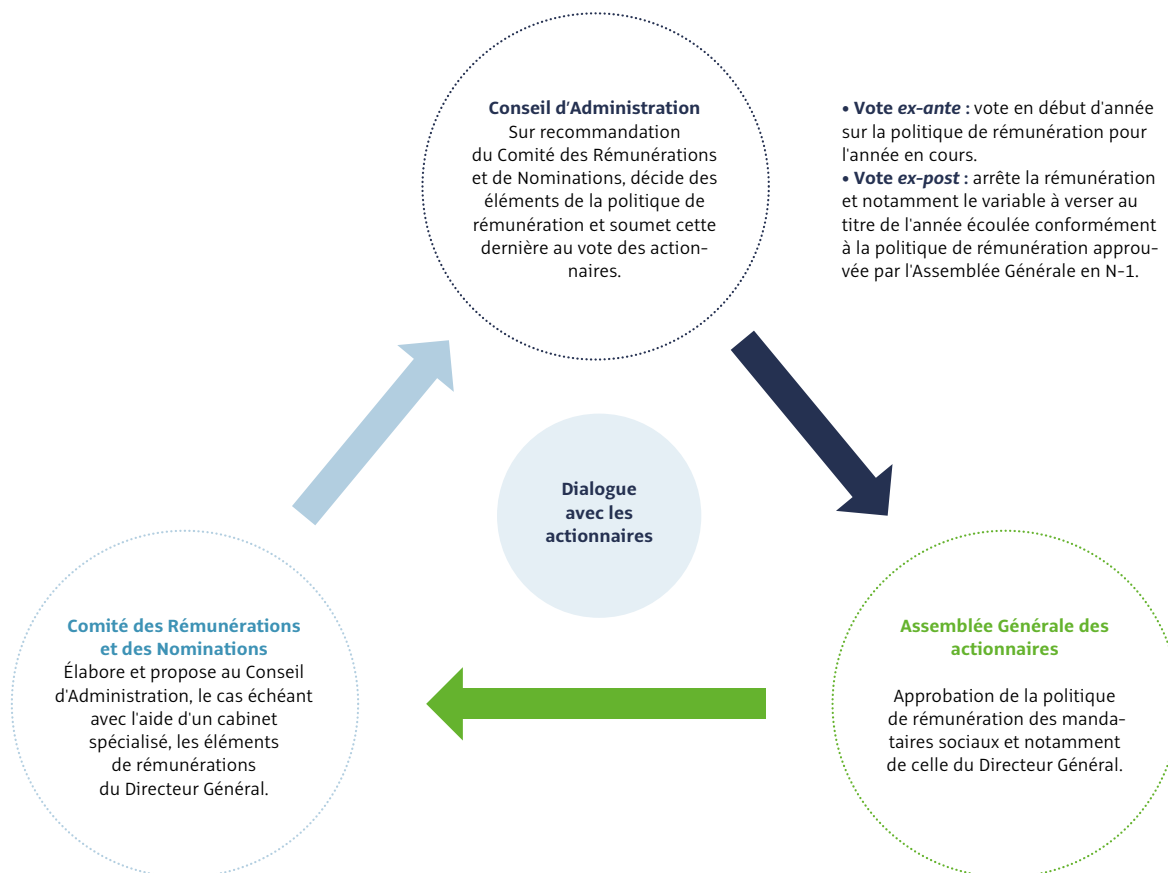 Conseil d'Administration
Sur recommandation
du Comité des Rémunérations
et de Nominations, décide des
éléments de la politique de
rémunération et soumet cette
dernière au vote des action-
naires.
• Vote ex-ante : vote en début d'année
sur la politique de rémunération pour
l'année en cours.
• Vote ex-post : arrête la rémunération
et notamment le variable à verser au
titre de l'année écoulée conformément
à la politique de rémunération approu-
vée par l'Assemblée Générale en N-1.
Dialogue
avec les
actionnaires
Comité des Rémunérations
et des Nominations
Élabore et propose au Conseil
d'Administration, le cas échéant
avec l'aide d'un cabinet
spécialisé, les éléments
de rémunérations
du Directeur Général.
Assemblée Générale des
actionnaires
Approbation de la politique
de rémunération des manda-
taires sociaux et notamment
de celle du Directeur Général.